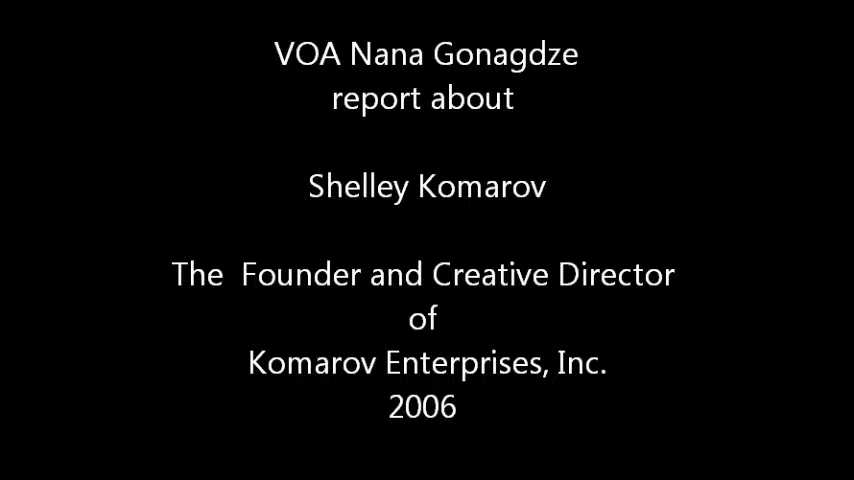 VOA Nana Gonagdze
report about
Shelley Komarov
The Founder and Creative Director
of
Komarov Enterprises, Inc.
2006